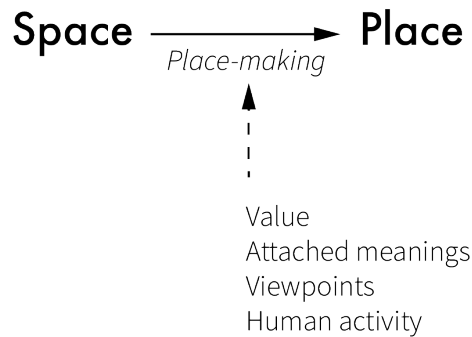 Space Place
Place-making
Value
Attached meanings
Viewpoints
Human activity